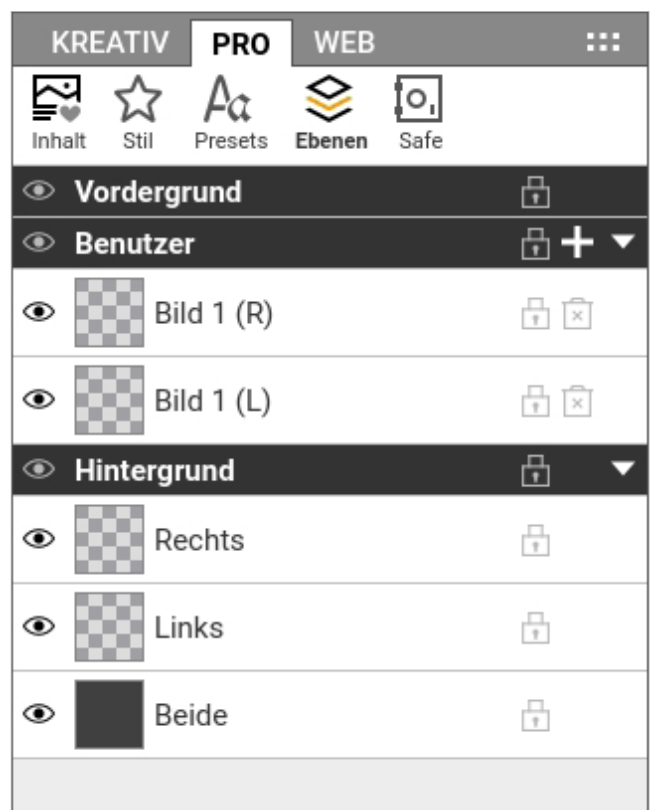 KREATIV PRO WEB
Inhalt Stil Presets Ebenen Safe
Vordergrund
Benutzer
Bild 1 (R)
Bild 1 (L)
Hintergrund
Rechts
Links
Beide